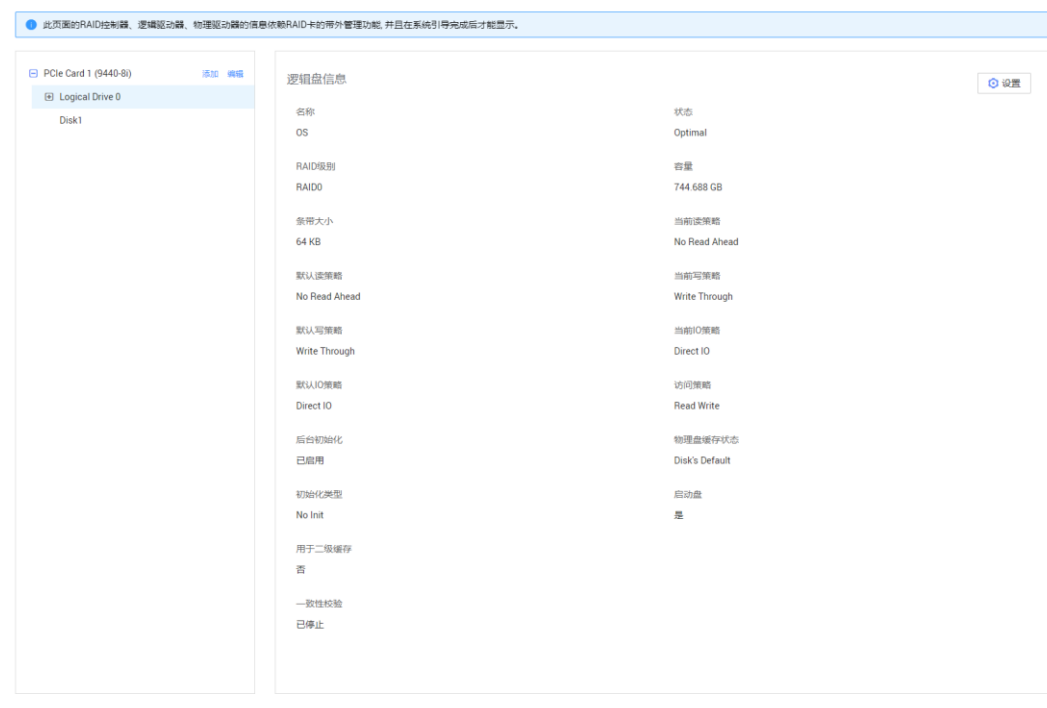 此页面的RAID控制器、逻辑驱动器、物理驱动器的信息依赖RAID卡的带外管理功能, 并且在系统引导完成后才能显示。
PCIe Card 1 (9440-8i) 添加 编辑
Logical Drive 0
Disk1
逻辑盘信息
设置
名称 状态
OS Optimal
RAID级别 容量
RAID0 744.688 GB
条带大小 当前读策略
64 KB No Read Ahead
默认读策略 当前写策略
No Read Ahead Write Through
默认写策略 当前IO策略
Write Through Direct IO
默认IO策略 访问策略
Direct IO Read Write
后台初始化 物理盘缓存状态
已启用 Disk's Default
初始化类型 启动盘
No Init 是
用于二级缓存
否
一致性校验
已停止